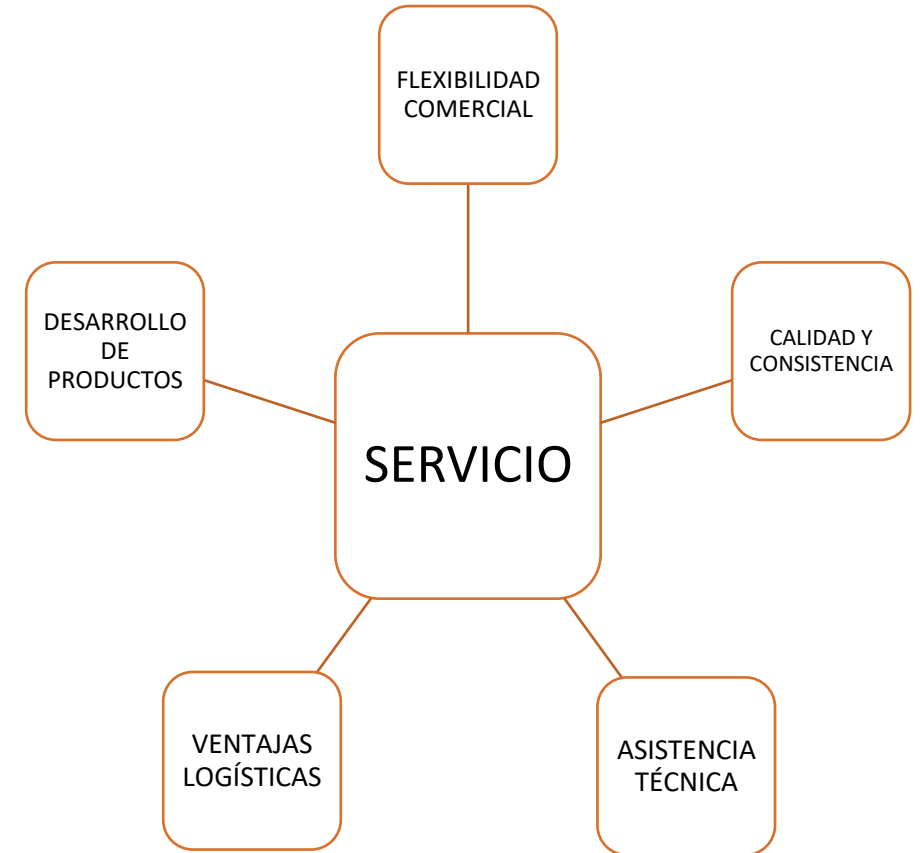 FLEXIBILIDAD
COMERCIAL
DESARROLLO
DE
PRODUCTOS
CALIDAD Y
CONSISTENCIA
SERVICIO
VENTAJAS
LOGÍSTICAS
ASISTENCIA
TÉCNICA